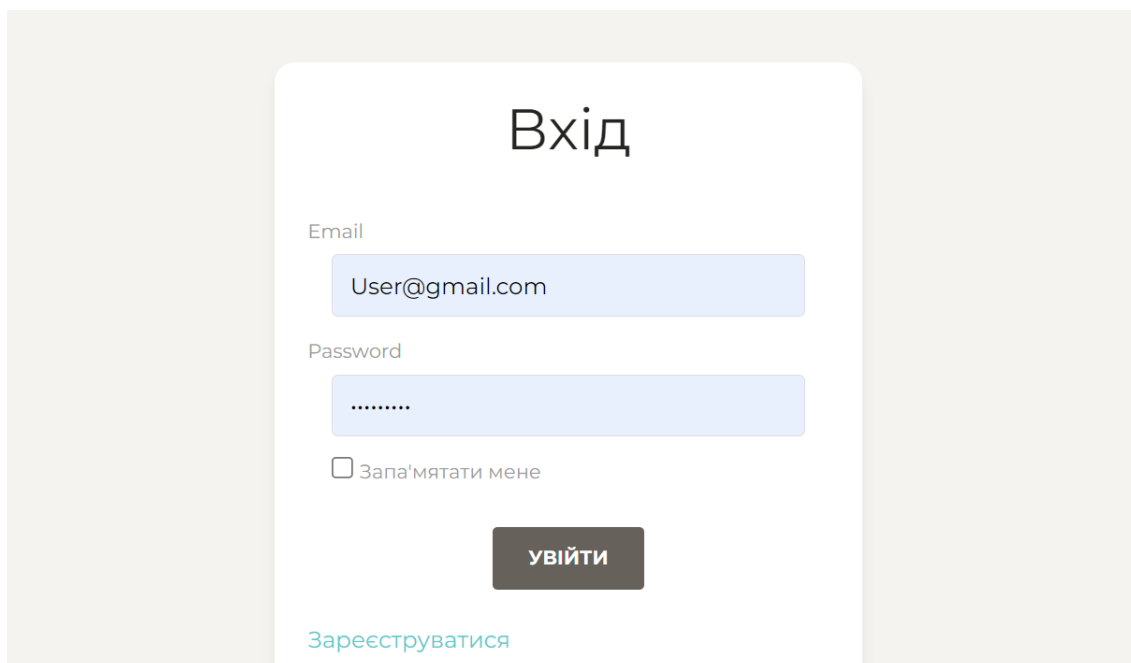 Вхід
Email
User@gmail.com
Password
•••••••••
Запа'мятати мене
УВІЙТИ
Зареєструватися